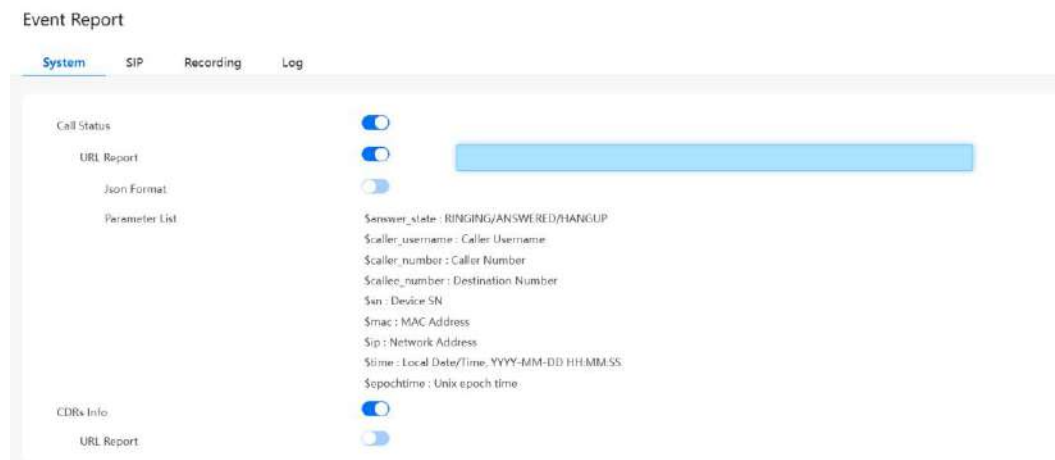 Event Report
System SIP Recording Log
Call Status
URL Report
Json Format
Parameter List $answer_state : RINGING/ANSWERED/HANGUP
$caller_username : Caller Username
$caller_number : Caller Number
$callee_number : Destination Number
$sn : Device SN
$mac : MAC Address
$ip : Network Address
$time : Local Date/Time, YYYY-MM-DD HH:MM:SS
$epochtime : Unix epoch time
CDRs Info
URL Report